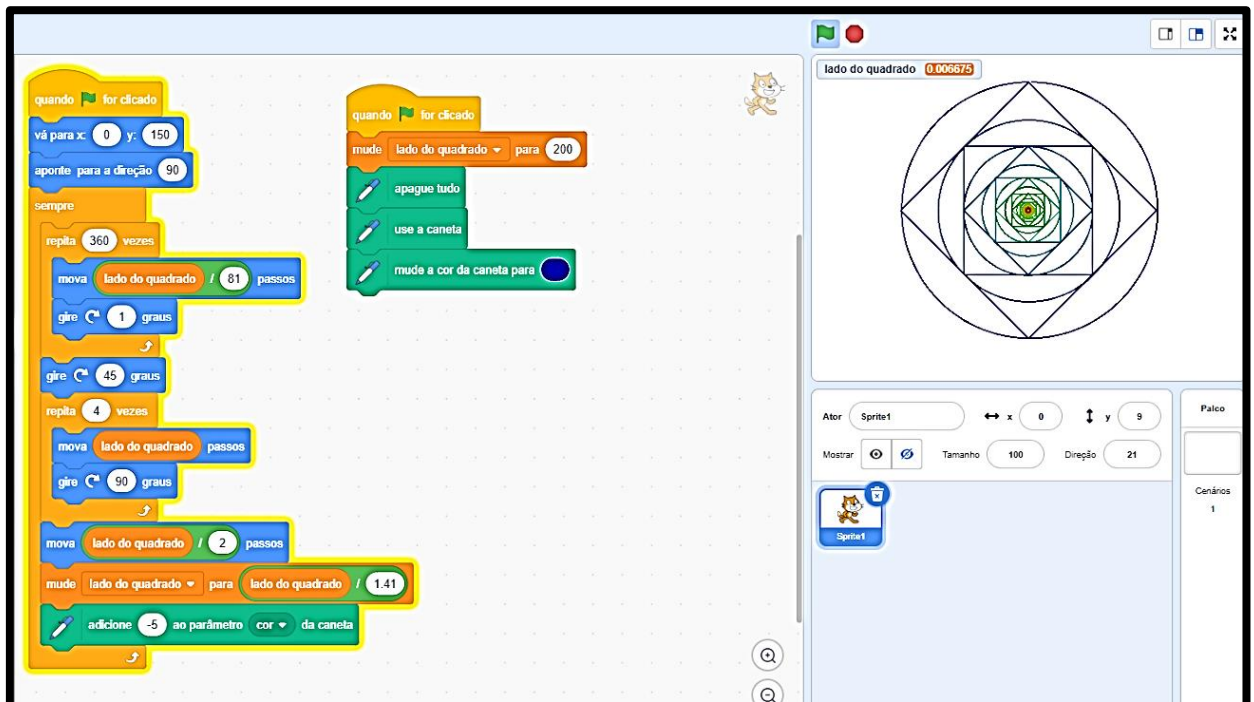 quando for clicado
vá para x: 0 y: 150
aponte para a direção 90
sempre
repita 360 vezes
mova lado do quadrado / 81 passos
gire 1 graus
gire 45 graus
repita 4 vezes
mova lado do quadrado passos
gire 90 graus
mova lado do quadrado / 2 passos
mude lado do quadrado para lado do quadrado / 1.41
adicione -5 ao parâmetro cor da caneta
quando for clicado
mude lado do quadrado para 200
apague tudo
use a caneta
mude a cor da caneta para
lado do quadrado 0.006675
Ator Sprite1 x 0 y 9
Mostrar Tamanho 100 Direção 21
Sprite1
Palco
Cenários
1